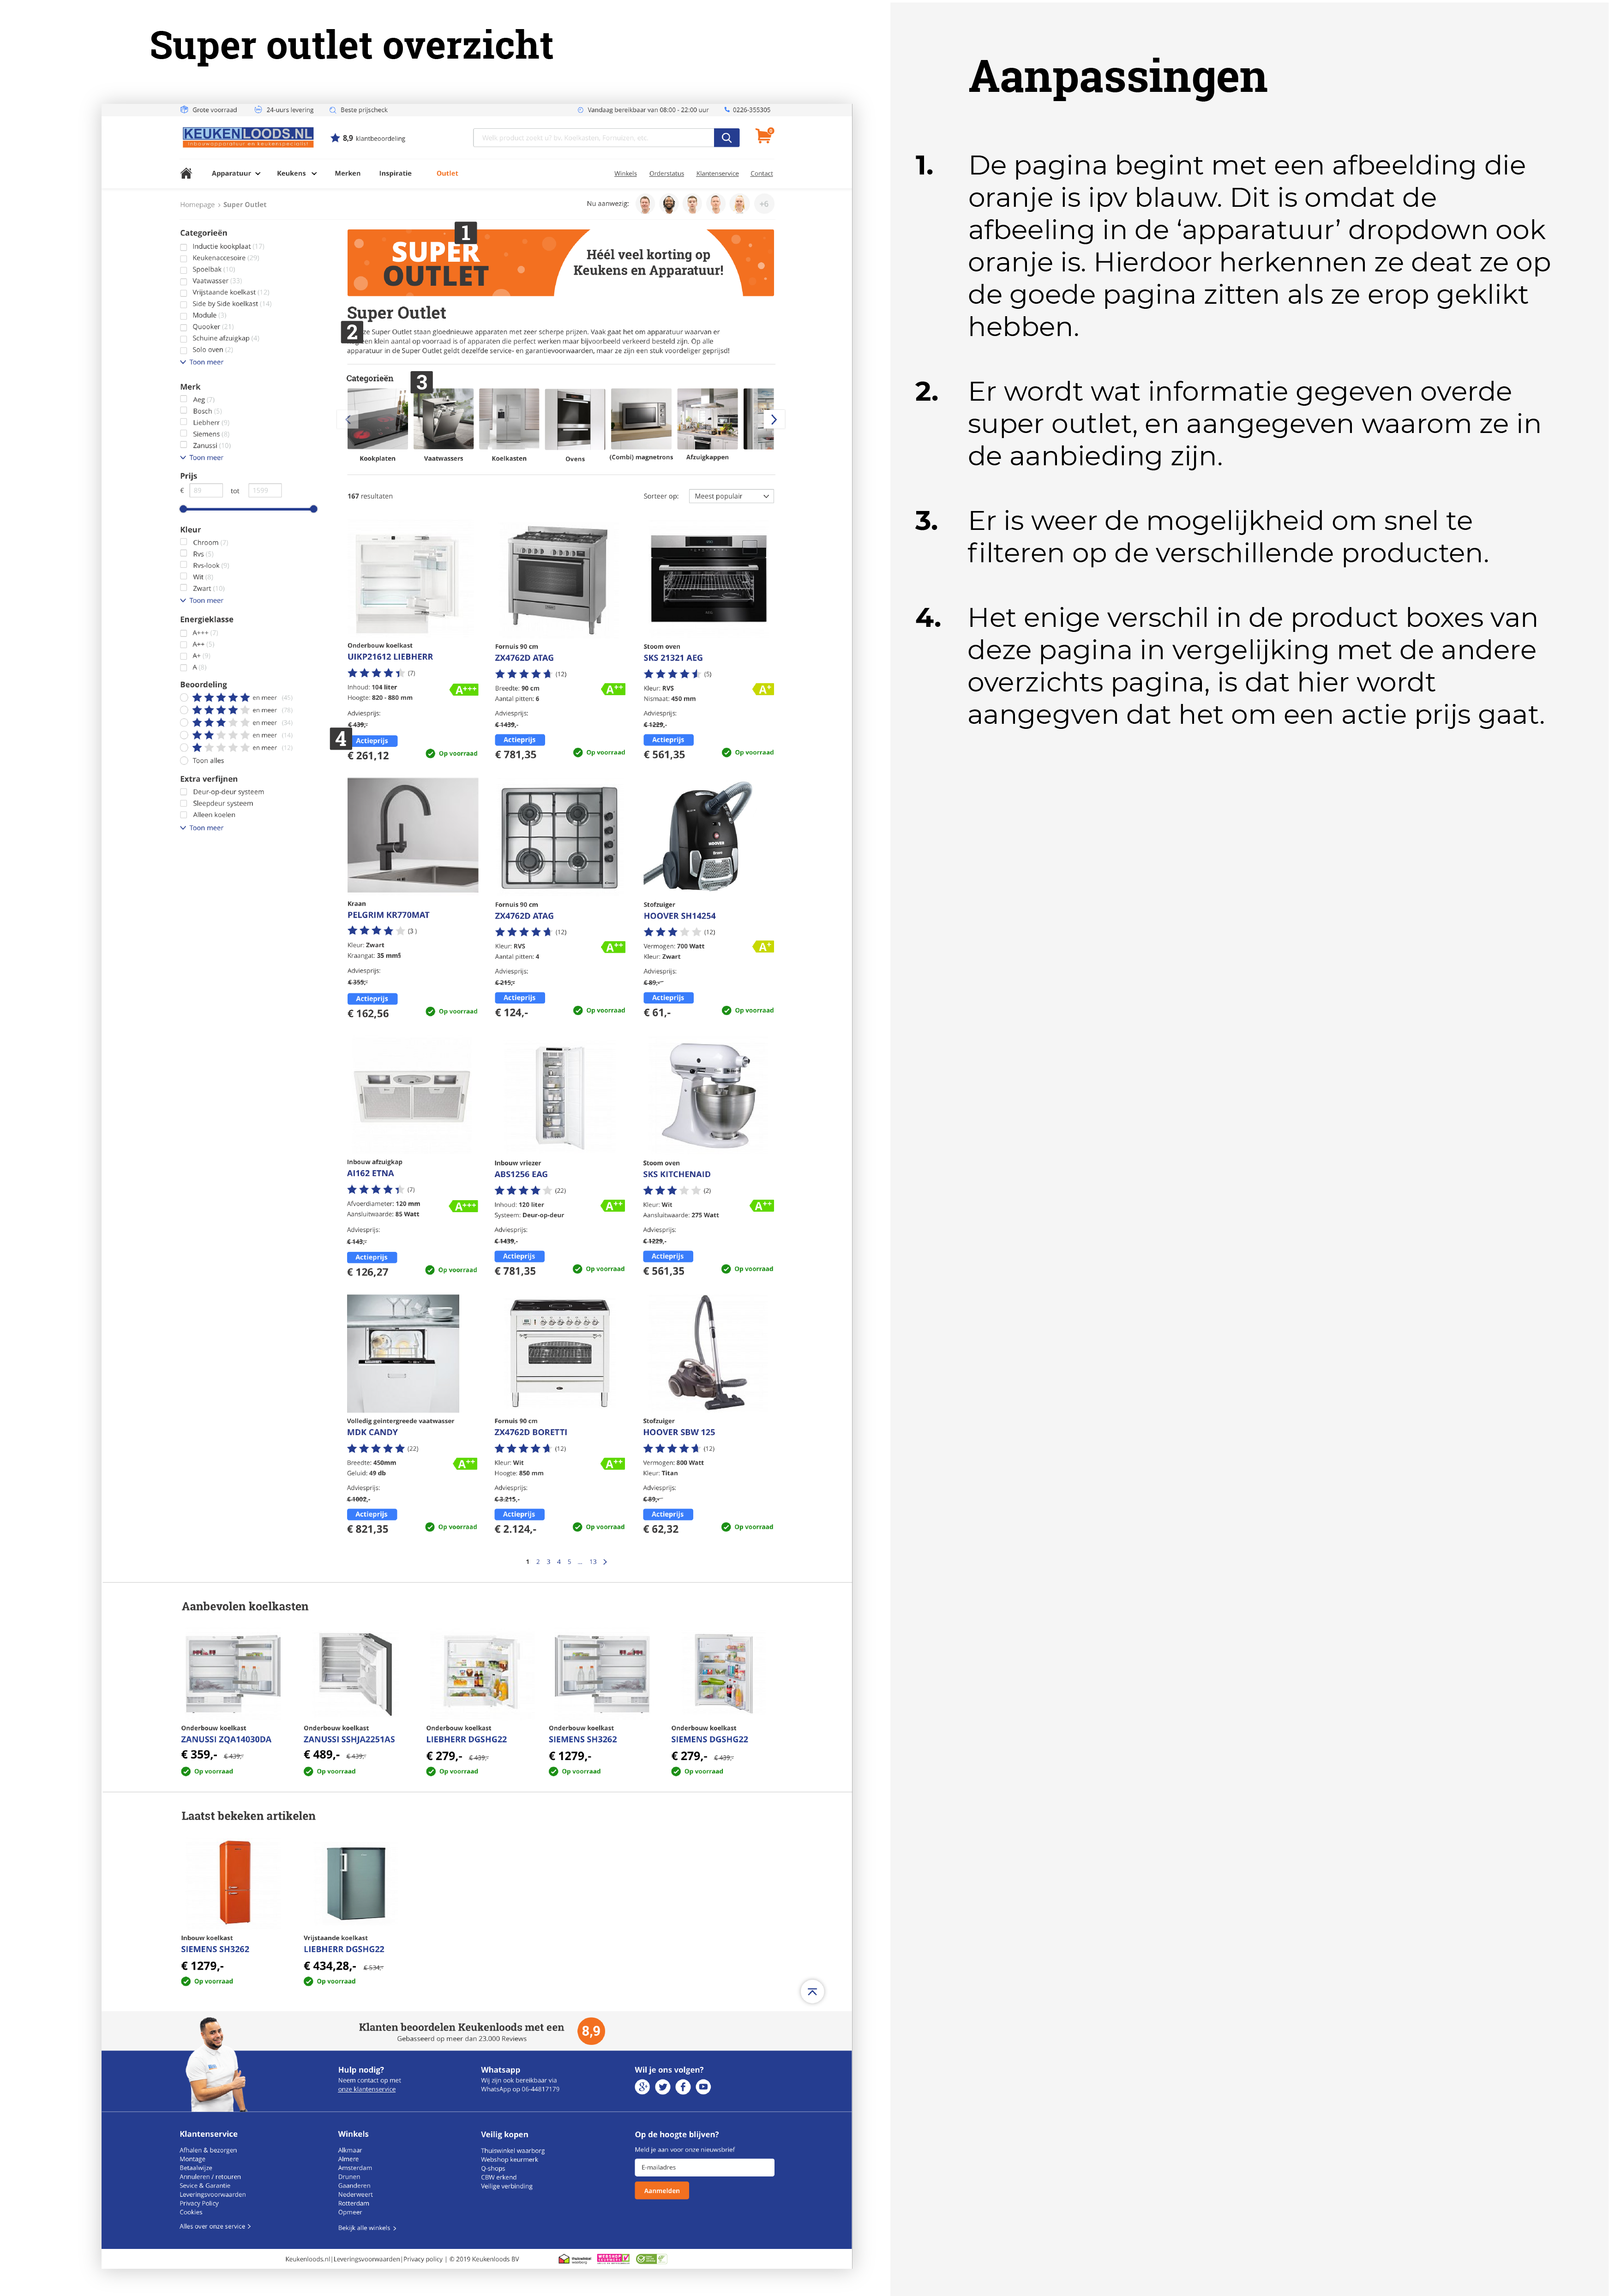 Super outlet overzicht
Grote voorraad
24-uurs levering
Beste prijscheck
Vandaag bereikbaar van 08:00 - 22:00 uur
0226-355305
KEUKENLOODS.NL
inbouwapparatuur en keukenspecialist
8,9 klantbeoordeling
Welk product zoekt u? bv. Koelkasten, Fornuizen, etc.
0
Apparatuur
Keukens
Merken
Inspiratie
Outlet
Winkels
Orderstatus
Klantenservice
Contact
Homepage > Super Outlet
Nu aanwezig:
+6
Categorieën
Inductie kookplaat (17)
Keukenaccesoire (29)
Spoelbak (10)
Vaatwasser (33)
Vrijstaande koelkast (12)
Side by Side koelkast (14)
Module (3)
Quooker (21)
Schuine afzuigkap (4)
Solo oven (2)
Toon meer
Merk
Aeg (7)
Bosch (5)
Liebherr (9)
Siemens (8)
Zanussi (10)
Toon meer
Prijs
€ 89 tot 1599
Kleur
Chroom (7)
Rvs (5)
Rvs-look (9)
Wit (8)
Zwart (10)
Toon meer
Energieklasse
A+++ (7)
A++ (5)
A+ (9)
A (8)
Beoordeling
en meer (45)
en meer (78)
en meer (34)
en meer (14)
en meer (12)
Toon alles
Extra verfijnen
Deur-op-deur systeem
Sleepdeur systeem
Alleen koelen
Toon meer
1
SUPER
OUTLET
Héél veel korting op
Keukens en Apparatuur!
Super Outlet
2
ze Super Outlet staan gloednieuwe apparaten met zeer scherpe prijzen. Vaak gaat het om apparatuur waarvan er
en klein aantal op voorraad is of apparaten die perfect werken maar bijvoorbeeld verkeerd besteld zijn. Op alle
apparatuur in de Super Outlet geldt dezelfde service- en garantievoorwaarden, maar ze zijn een stuk voordeliger geprijsd!
Categorieën
3
Kookplaten
Vaatwassers
Koelkasten
Ovens
(Combi) magnetrons
Afzuigkappen
167 resultaten
Sorteer op:
Meest populair
Onderbouw koelkast
UIKP21612 LIEBHERR
(7)
Inhoud: 104 liter
Hoogte: 820 - 880 mm
A+++
Adviesprijs:
€ 439,-
4
Actieprijs
€ 261,12
Op voorraad
Fornuis 90 cm
ZX4762D ATAG
(12)
Breedte: 90 cm
Aantal pitten: 6
A++
Adviesprijs:
€ 1439,-
Actieprijs
€ 781,35
Op voorraad
Stoom oven
SKS 21321 AEG
(5)
Kleur: RVS
Nismaat: 450 mm
A+
Adviesprijs:
€ 1229,-
Actieprijs
€ 561,35
Op voorraad
Kraan
PELGRIM KR770MAT
(3 )
Kleur: Zwart
Kraangat: 35 mm5
Adviesprijs:
€ 355,-
Actieprijs
€ 162,56
Op voorraad
Fornuis 90 cm
ZX4762D ATAG
(12)
Kleur: RVS
Aantal pitten: 4
A++
Adviesprijs:
€ 215,-
Actieprijs
€ 124,-
Op voorraad
HOOVER
Stofzuiger
HOOVER SH14254
(12)
Vermogen: 700 Watt
Kleur: Zwart
A+
Adviesprijs:
€ 89,-
Actieprijs
€ 61,-
Op voorraad
Inbouw afzuigkap
AI162 ETNA
(7)
Afvoerdiameter: 120 mm
Aansluitwaarde: 85 Watt
A+++
Adviesprijs:
€ 143,-
Actieprijs
€ 126,27
Op voorraad
Inbouw vriezer
ABS1256 EAG
(22)
Inhoud: 120 liter
Systeem: Deur-op-deur
A++
Adviesprijs:
€ 1439,-
Actieprijs
€ 781,35
Op voorraad
Stoom oven
SKS KITCHENAID
(2)
Kleur: Wit
Aansluitwaarde: 275 Watt
A++
Adviesprijs:
€ 1229,-
Actieprijs
€ 561,35
Op voorraad
Volledig geintergreede vaatwasser
MDK CANDY
(22)
Breedte: 450mm
Geluid: 49 db
A++
Adviesprijs:
€ 1002,-
Actieprijs
€ 821,35
Op voorraad
Fornuis 90 cm
ZX4762D BORETTI
(12)
Kleur: Wit
Hoogte: 850 mm
A++
Adviesprijs:
€ 3.215,-
Actieprijs
€ 2.124,-
Op voorraad
Stofzuiger
HOOVER SBW 125
(12)
Vermogen: 800 Watt
Kleur: Titan
Adviesprijs:
€ 89,-
Actieprijs
€ 62,32
Op voorraad
1 2 3 4 5 ... 13 >
Aanbevolen koelkasten
Onderbouw koelkast
ZANUSSI ZQA14030DA
€ 359,- € 439,-
Op voorraad
Onderbouw koelkast
ZANUSSI SSHJA2251AS
€ 489,- € 439,-
Op voorraad
Onderbouw koelkast
LIEBHERR DGSHG22
€ 279,- € 439,-
Op voorraad
Onderbouw koelkast
SIEMENS SH3262
€ 1279,-
Op voorraad
Onderbouw koelkast
SIEMENS DGSHG22
€ 279,- € 439,-
Op voorraad
Laatst bekeken artikelen
Inbouw koelkast
SIEMENS SH3262
€ 1279,-
Op voorraad
Vrijstaande koelkast
LIEBHERR DGSHG22
€ 434,28,- € 534,-
Op voorraad
Klanten beoordelen Keukenloods met een
Gebasseerd op meer dan 23.000 Reviews
8,9
Hulp nodig?
Neem contact op met
onze klantenservice
Whatsapp
Wij zijn ook bereikbaar via
WhatsApp op 06-44817179
Wil je ons volgen?
Klantenservice
Afhalen & bezorgen
Montage
Betaalwijze
Annuleren / retouren
Sevice & Garantie
Leveringsvoorwaarden
Privacy Policy
Cookies
Alles over onze service >
Winkels
Alkmaar
Almere
Amsterdam
Drunen
Gaanderen
Nederweert
Rotterdam
Opmeer
Bekijk alle winkels >
Veilig kopen
Thuiswinkel waarborg
Webshop keurmerk
Q-shops
CBW erkend
Veilige verbinding
Op de hoogte blijven?
Meld je aan voor onze nieuwsbrief
E-mailadres
Aanmelden
Keukenloods.nl|Leveringsvoorwaarden|Privacy policy | © 2019 Keukenloods BV
Aanpassingen
1. De pagina begint met een afbeelding die
oranje is ipv blauw. Dit is omdat de
afbeeling in de ‘apparatuur’ dropdown ook
oranje is. Hierdoor herkennen ze deat ze op
de goede pagina zitten als ze erop geklikt
hebben.
2. Er wordt wat informatie gegeven overde
super outlet, en aangegeven waarom ze in
de aanbieding zijn.
3. Er is weer de mogelijkheid om snel te
filteren op de verschillende producten.
4. Het enige verschil in de product boxes van
deze pagina in vergelijking met de andere
overzichts pagina, is dat hier wordt
aangegven dat het om een actie prijs gaat.